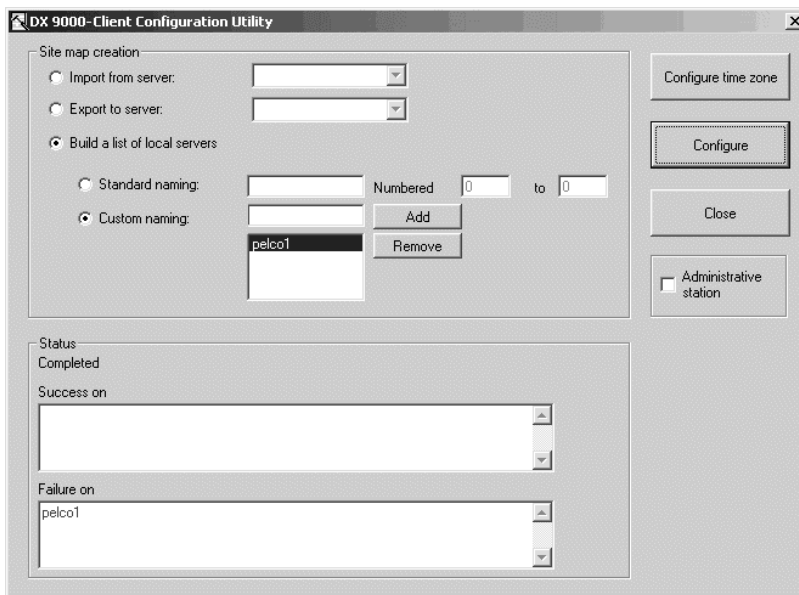 DX 9000-Client Configuration Utility
Site map creation
Import from server:
Export to server:
Build a list of local servers
Standard naming:
Numbered 0 to 0
Custom naming:
Add
pelco1
Remove
Configure time zone
Configure
Close
Administrative
station
Status
Completed
Success on
Failure on
pelco1